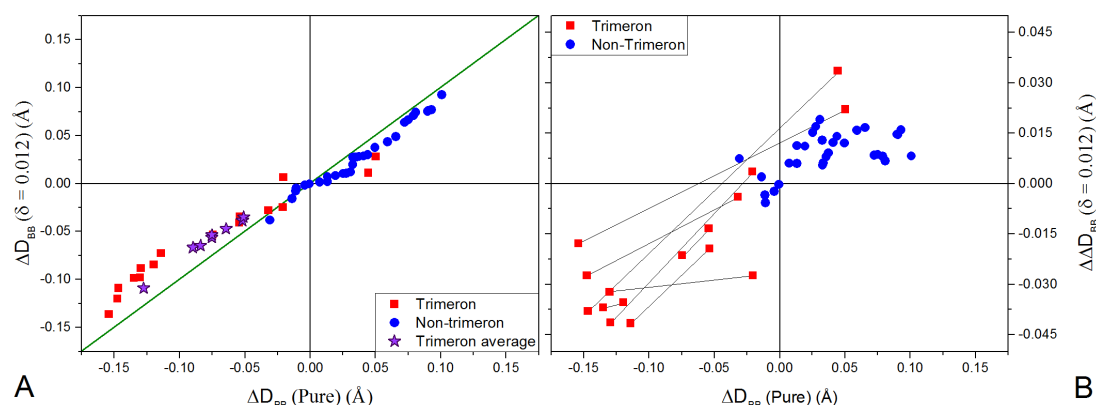 0.15
0.10
0.05
0.00
-0.05
-0.10
-0.15
ΔD_BB (δ = 0.012) (Å)
Trimeron
Non-trimeron
Trimeron average
-0.15 -0.10 -0.05 0.00 0.05 0.10 0.15
ΔD_BB (Pure) (Å)
A
Trimeron
Non-Trimeron
0.045
0.030
0.015
0.000
-0.015
-0.030
-0.045
ΔΔD_BB (δ = 0.012) (Å)
-0.15 -0.10 -0.05 0.00 0.05 0.10 0.15
ΔD_BB (Pure) (Å)
B